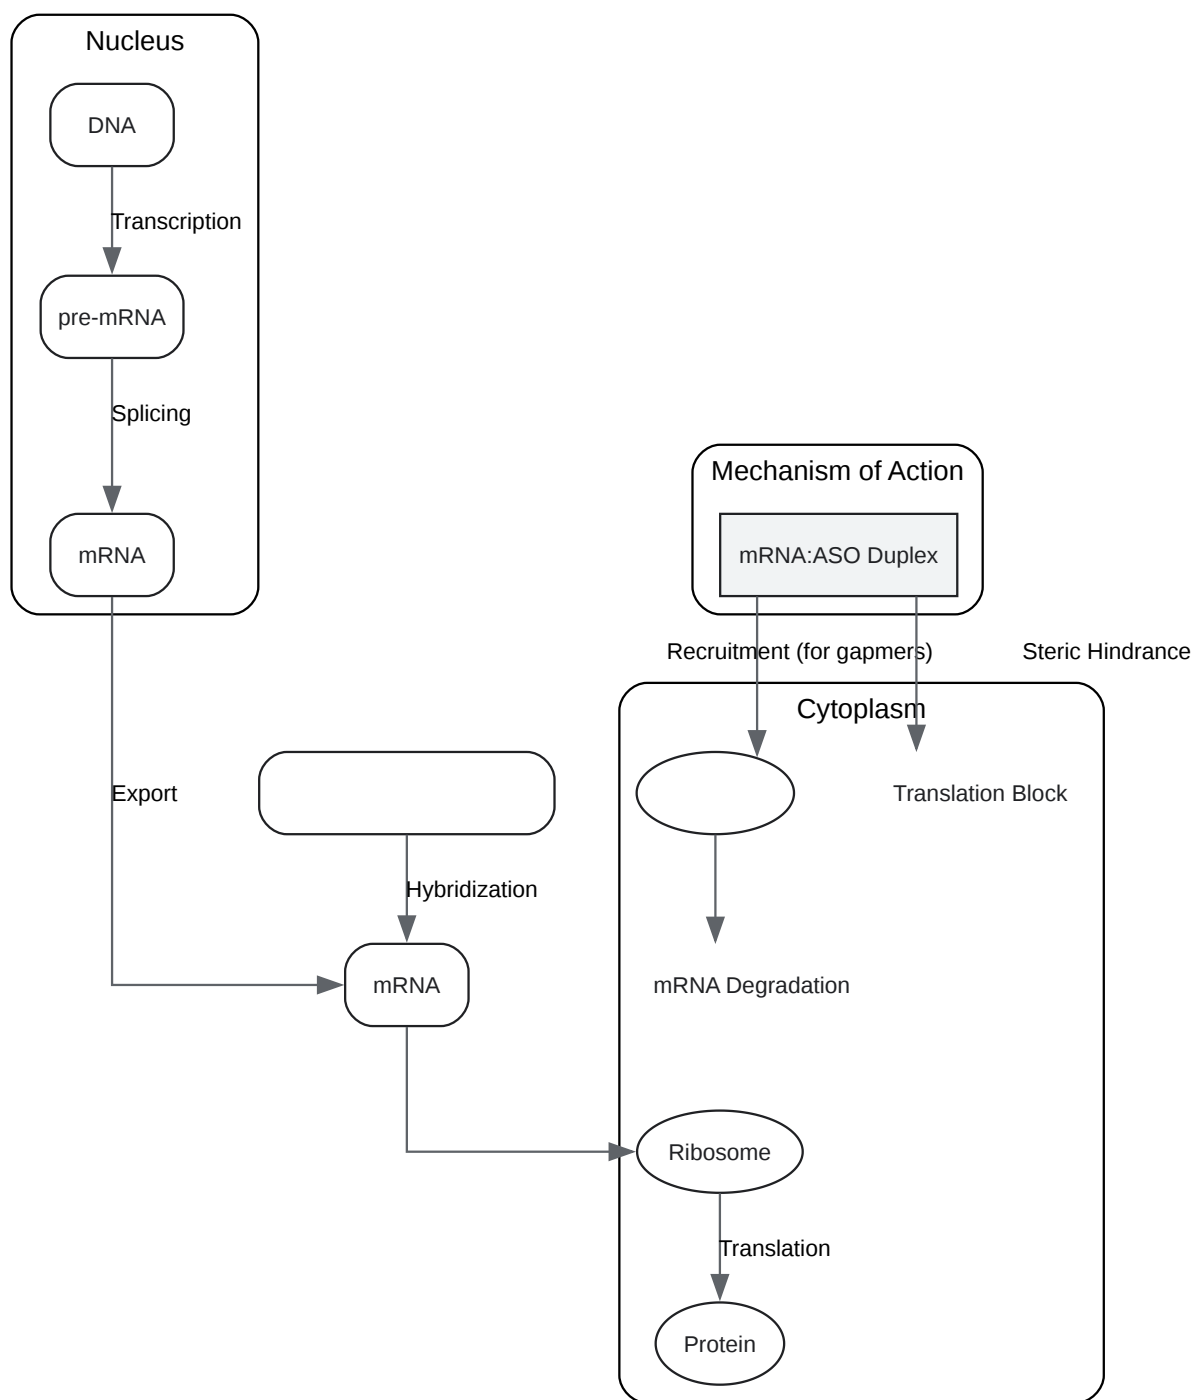 Nucleus
DNA
Transcription
pre-mRNA
Splicing
mRNA
Mechanism of Action
mRNA:ASO Duplex
Recruitment (for gapmers)
Steric Hindrance
Cytoplasm
Export
Translation Block
Hybridization
mRNA
mRNA Degradation
Ribosome
Translation
Protein